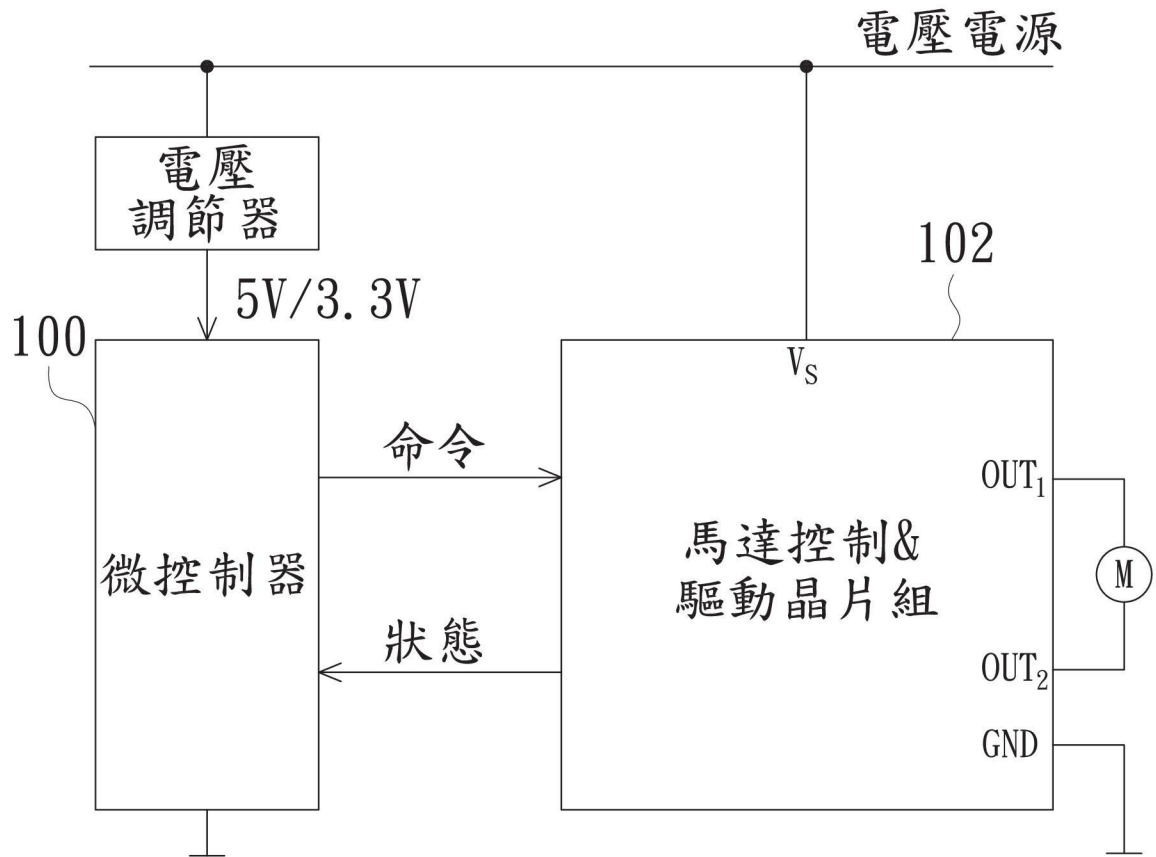 電壓電源
電壓
調節器
5V/3.3V
100
102
VS
命令
OUT1
微控制器
馬達控制&
驅動晶片組
M
狀態
OUT2
GND